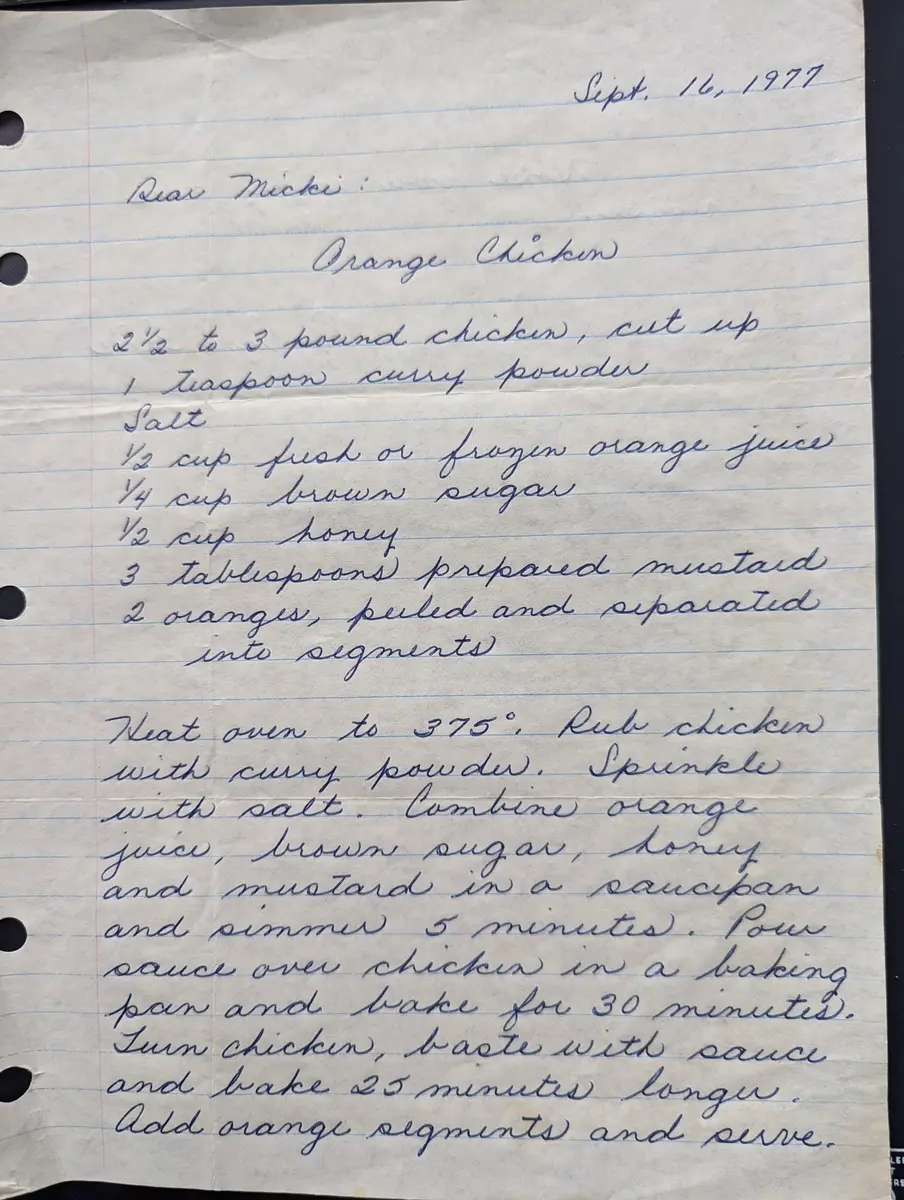 Sept. 16, 1977
Dear Micki:
Orange Chicken
2 1/2 to 3 pound chicken, cut up
1 teaspoon curry powder
Salt
1/2 cup fresh or frozen orange juice
1/4 cup brown sugar
1/2 cup honey
3 tablespoons prepared mustard
2 oranges, peeled and separated
into segments
Heat oven to 375°. Rub chicken
with curry powder. Sprinkle
with salt. Combine orange
juice, brown sugar, honey
and mustard in a saucepan
and simmer 5 minutes. Pour
sauce over chicken in a baking
pan and bake for 30 minutes.
Turn chicken, baste with sauce
and bake 25 minutes longer.
Add orange segments and serve.